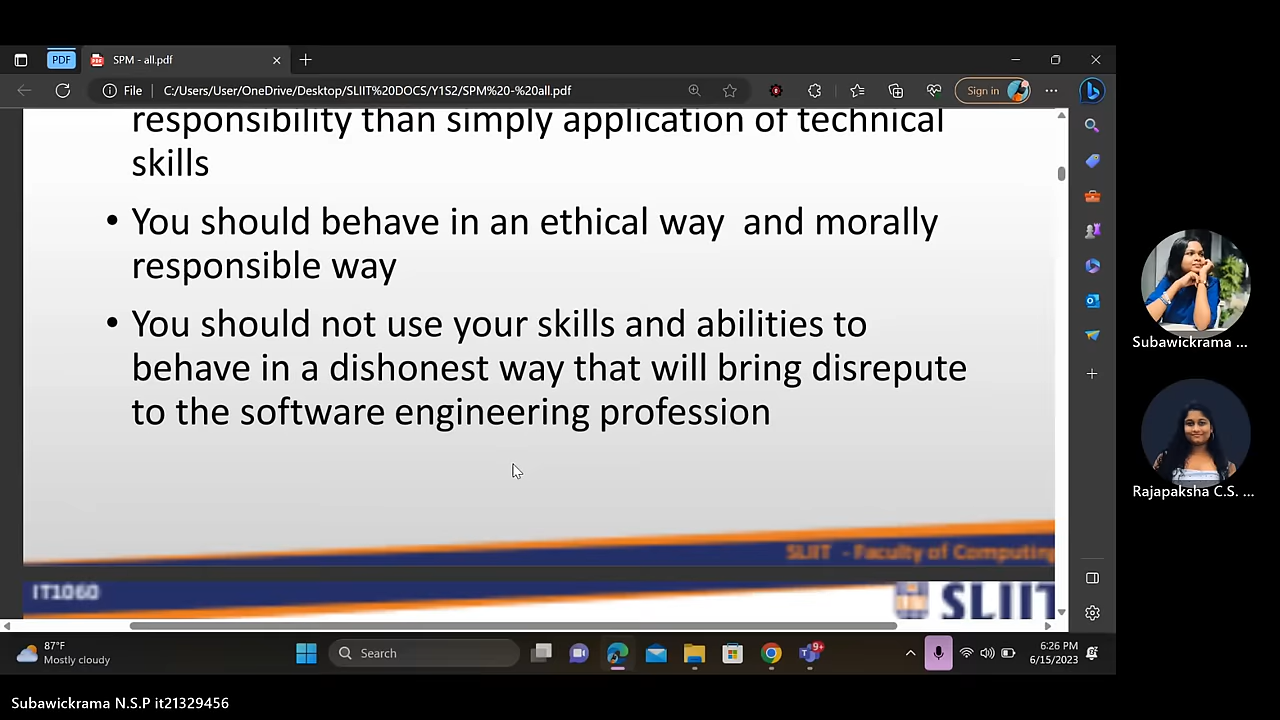 PDF
SPM - all.pdf
File
C:/Users/User/OneDrive/Desktop/SLIIT%20DOCS/Y1S2/SPM%20-%20all.pdf
Sign in
responsibility than simply application of technical
skills
• You should behave in an ethical way and morally
responsible way
• You should not use your skills and abilities to
behave in a dishonest way that will bring disrepute
to the software engineering profession
SLIIT - Faculty of Computing
IT1060
SLIIT
Subawickrama ...
Rajapaksha C.S. ...
87°F
Mostly cloudy
Search
9+
6:26 PM
6/15/2023
Subawickrama N.S.P it21329456